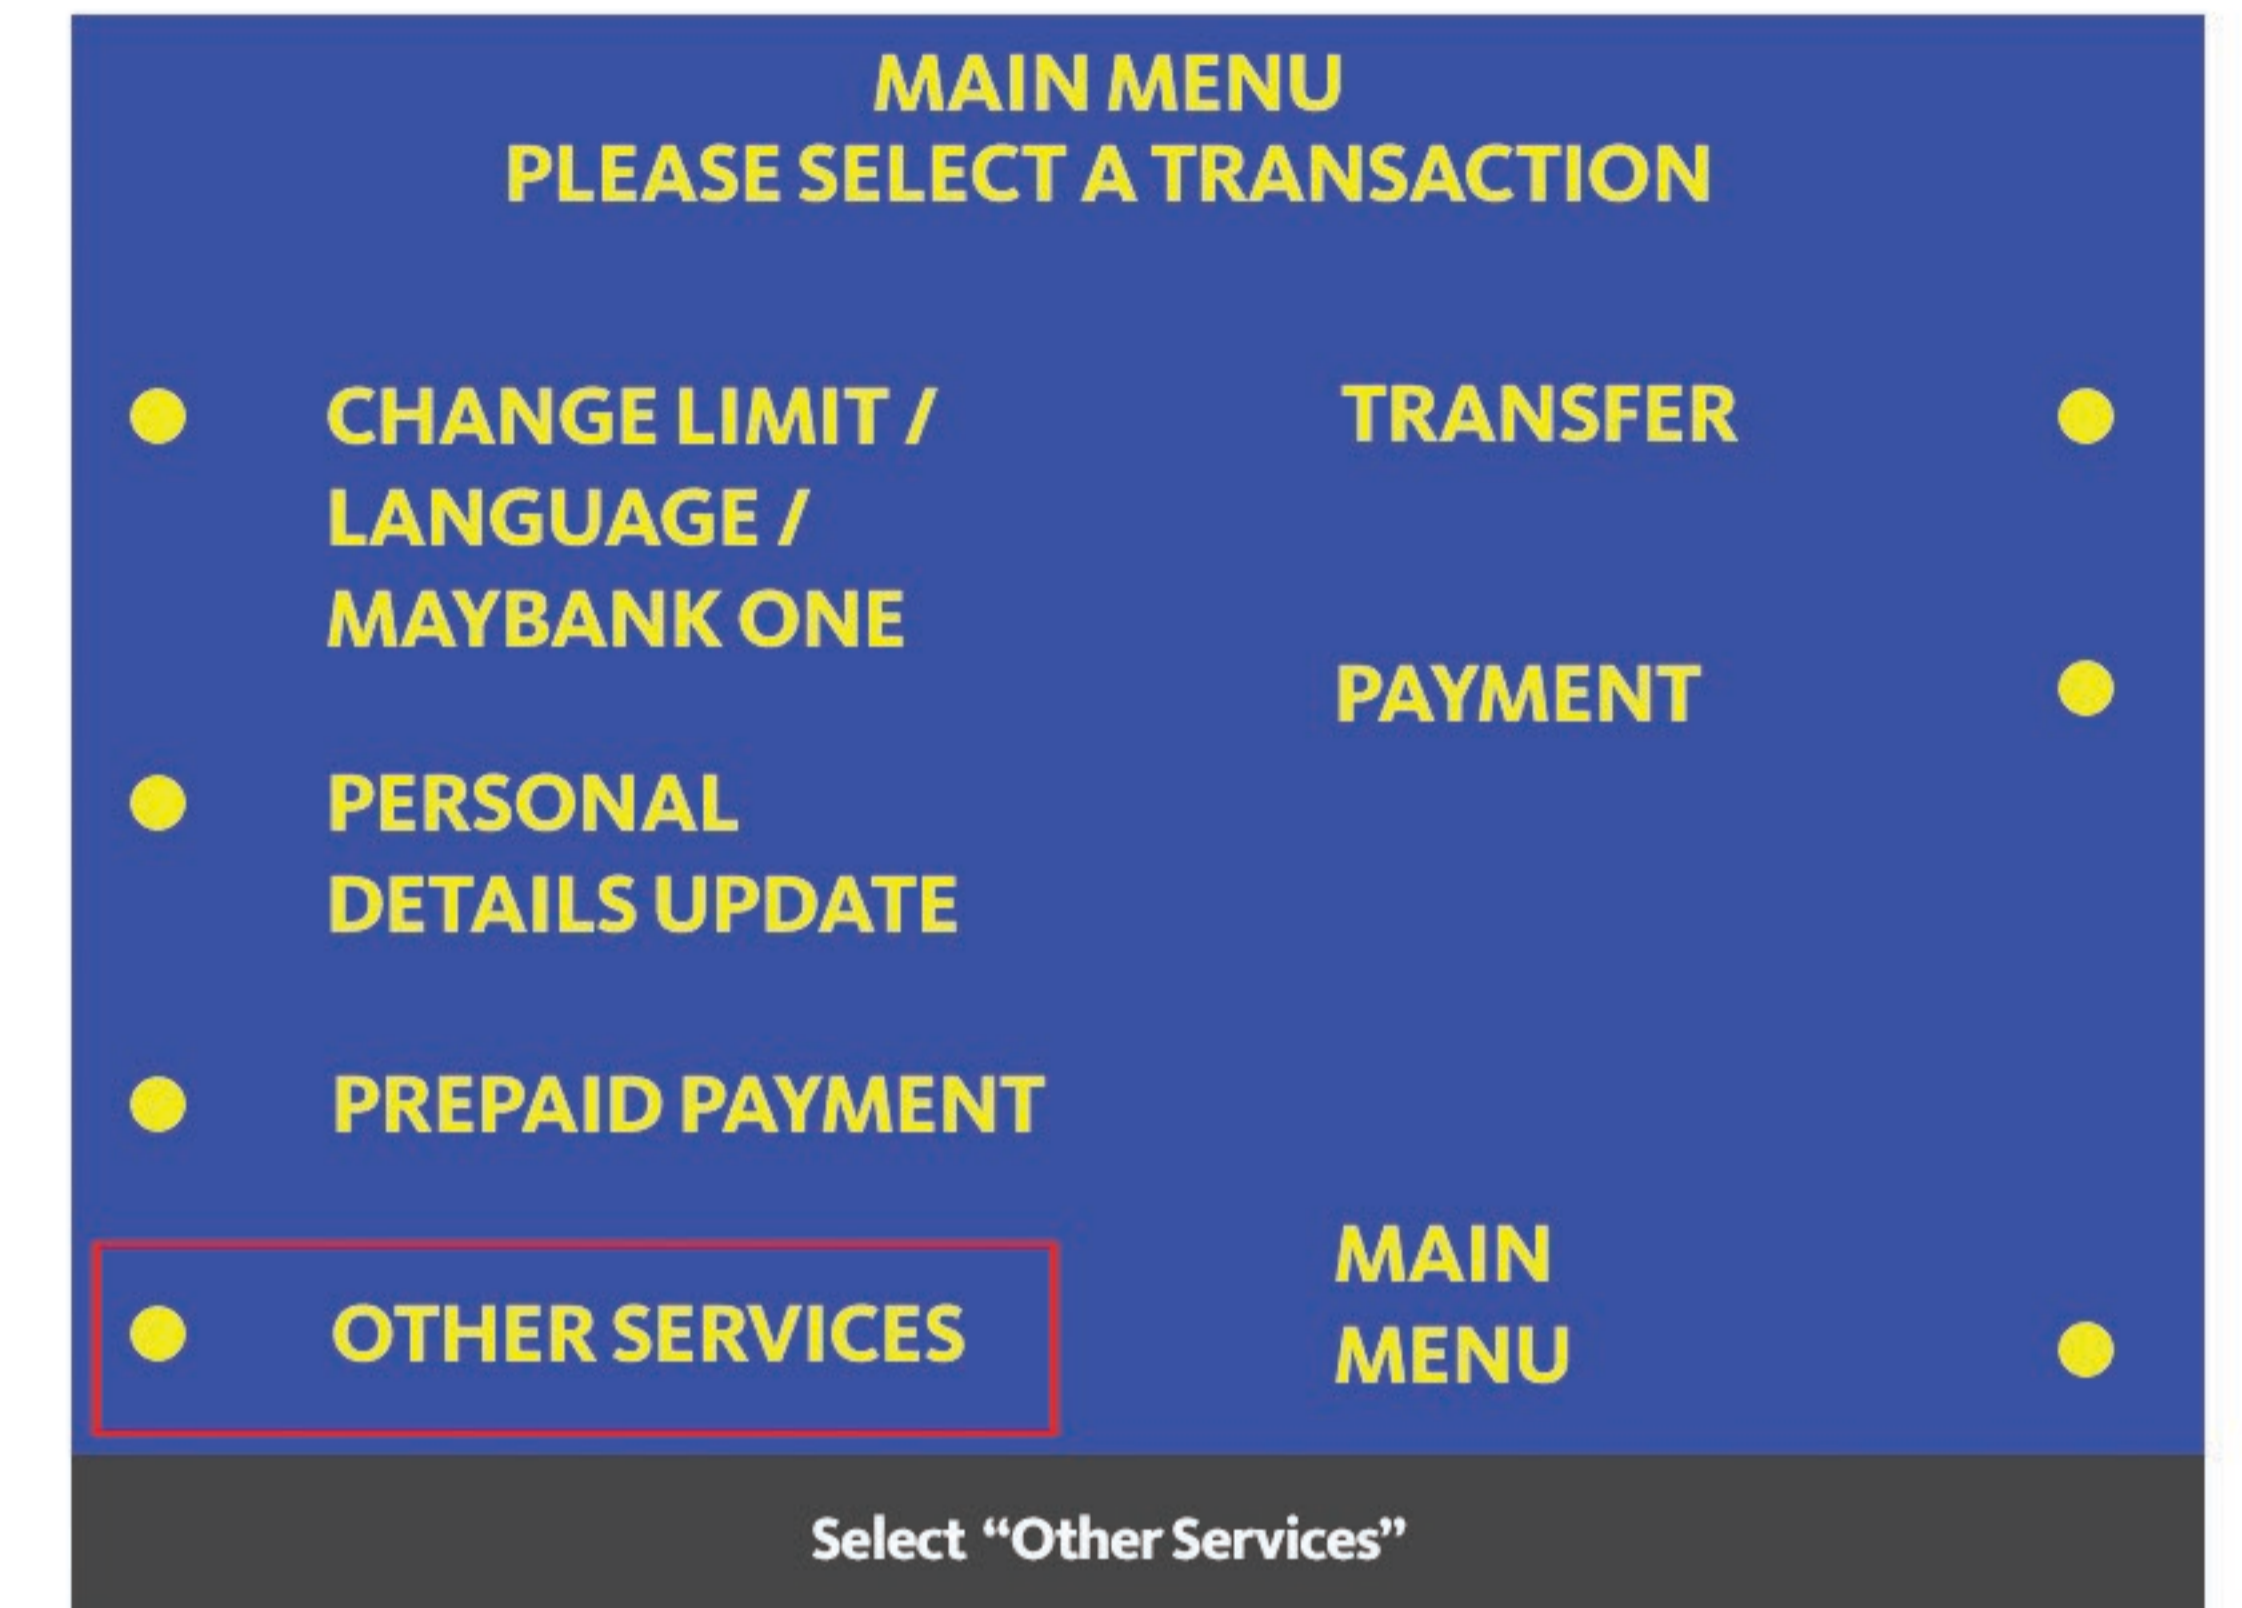 MAIN MENU
PLEASE SELECT A TRANSACTION
CHANGE LIMIT /
LANGUAGE /
MAYBANK ONE
PERSONAL
DETAILS UPDATE
PREPAID PAYMENT
OTHER SERVICES
TRANSFER
PAYMENT
MAIN
MENU
Select “Other Services”